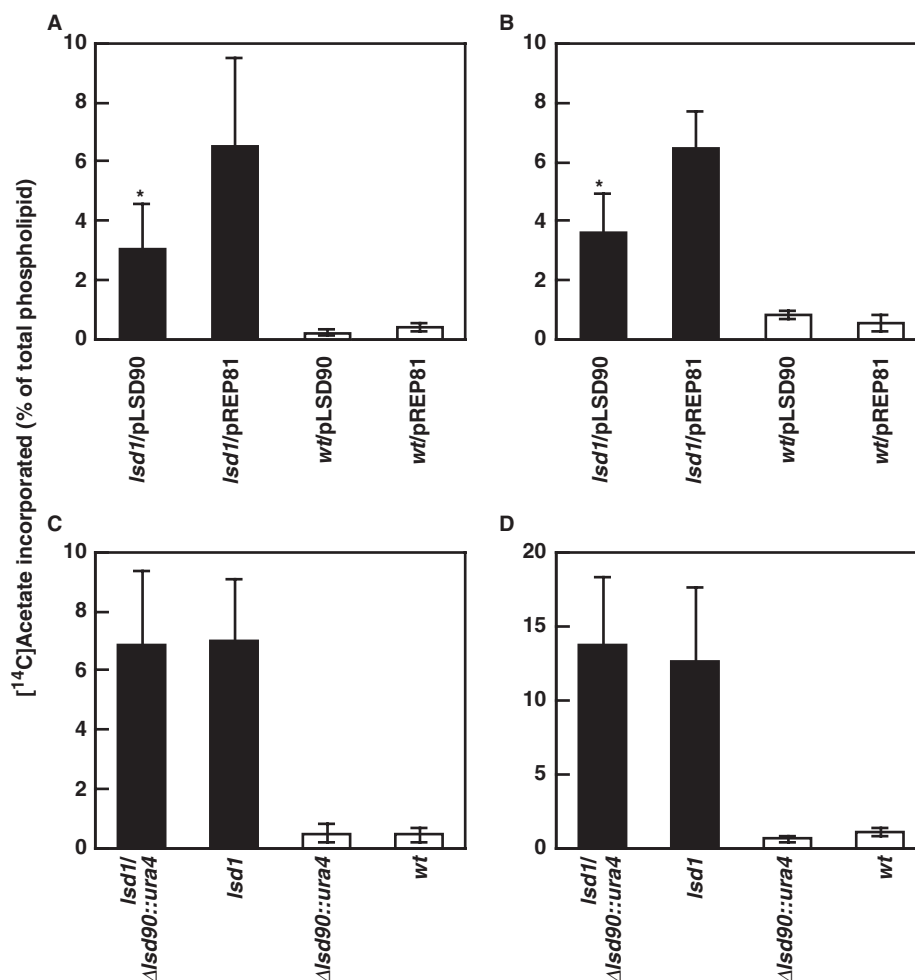 [¹⁴C]Acetate incorporated (% of total phospholipid)
A
10
8
6
4
2
0
*
lsd1/pLSD90
lsd1/pREP81
wt/pLSD90
wt/pREP81
B
10
8
6
4
2
0
*
lsd1/pLSD90
lsd1/pREP81
wt/pLSD90
wt/pREP81
C
10
8
6
4
2
0
lsd1/
Δlsd90::ura4
lsd1
Δlsd90::ura4
wt
D
20
15
10
5
0
lsd1/
Δlsd90::ura4
lsd1
Δlsd90::ura4
wt